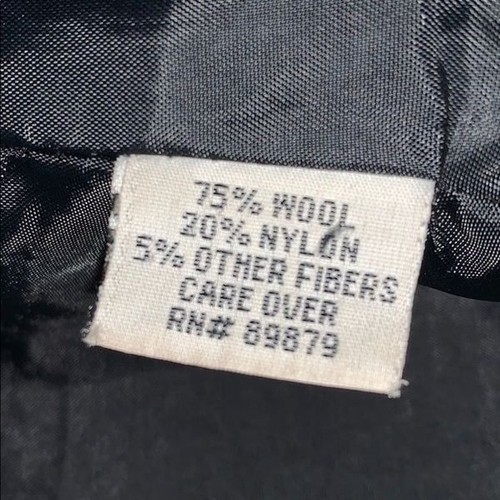 75% WOOL
20% NYLON
5% OTHER FIBERS
CARE OVER
RN# 89879